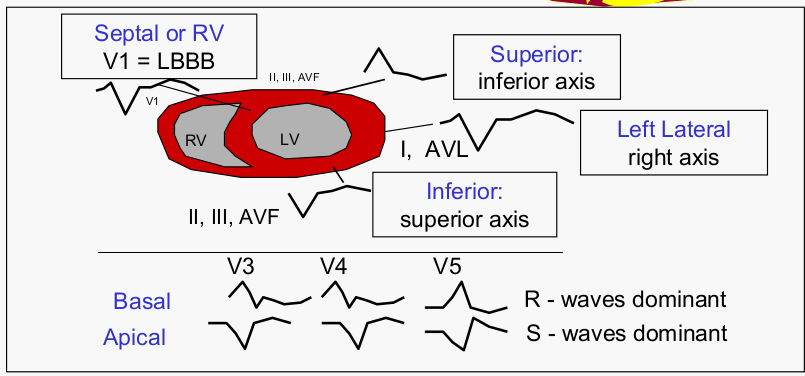 Septal or RV
V1 = LBBB
V1
II, III, AVF
Superior:
inferior axis
RV
LV
I, AVL
Left Lateral
right axis
II, III, AVF
Inferior:
superior axis
V3 V4 V5
Basal
R - waves dominant
Apical
S - waves dominant